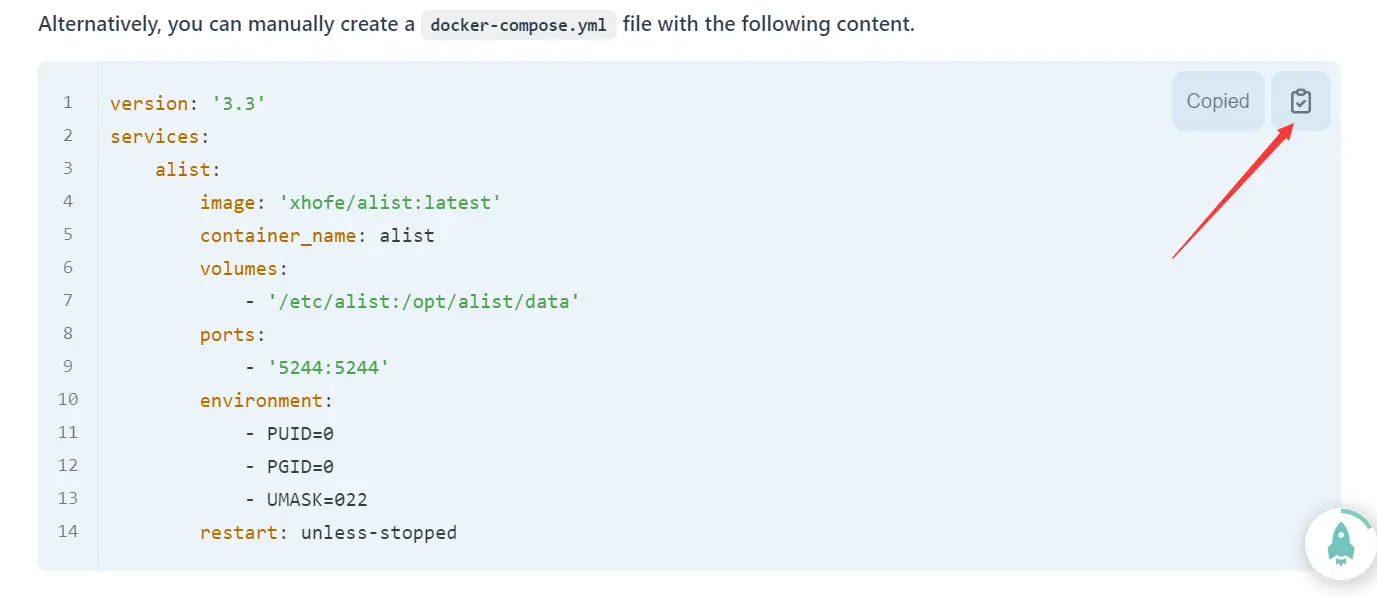 Alternatively, you can manually create a docker-compose.yml file with the following content.
Copied
1 version: '3.3'
2 services:
3     alist:
4         image: 'xhofe/alist:latest'
5         container_name: alist
6         volumes:
7             - '/etc/alist:/opt/alist/data'
8         ports:
9             - '5244:5244'
10         environment:
11             - PUID=0
12             - PGID=0
13             - UMASK=022
14         restart: unless-stopped